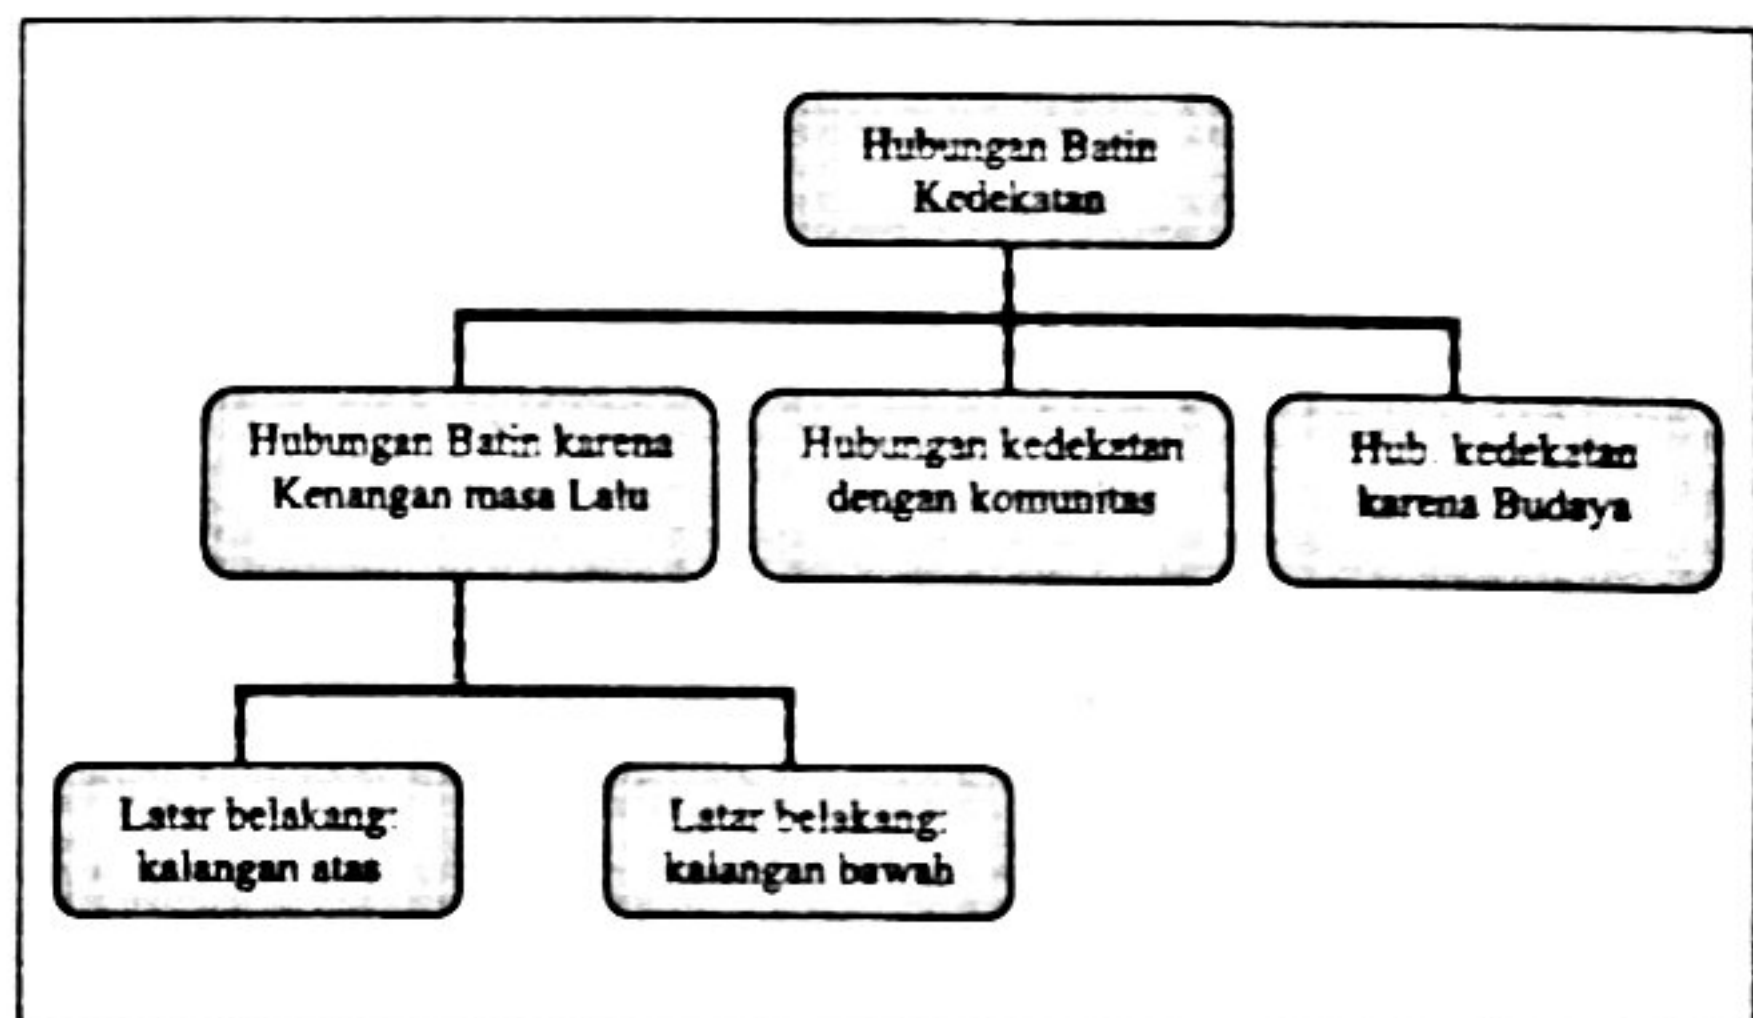 Hubungan Batin
Kedekatan
Hubungan Batin karena
Kenangan masa Lalu
Hubungan kedekatan
dengan komunitas
Hub. kedekatan
karena Budaya
Latar belakang:
kalangan atas
Latar belakang:
kalangan bawah